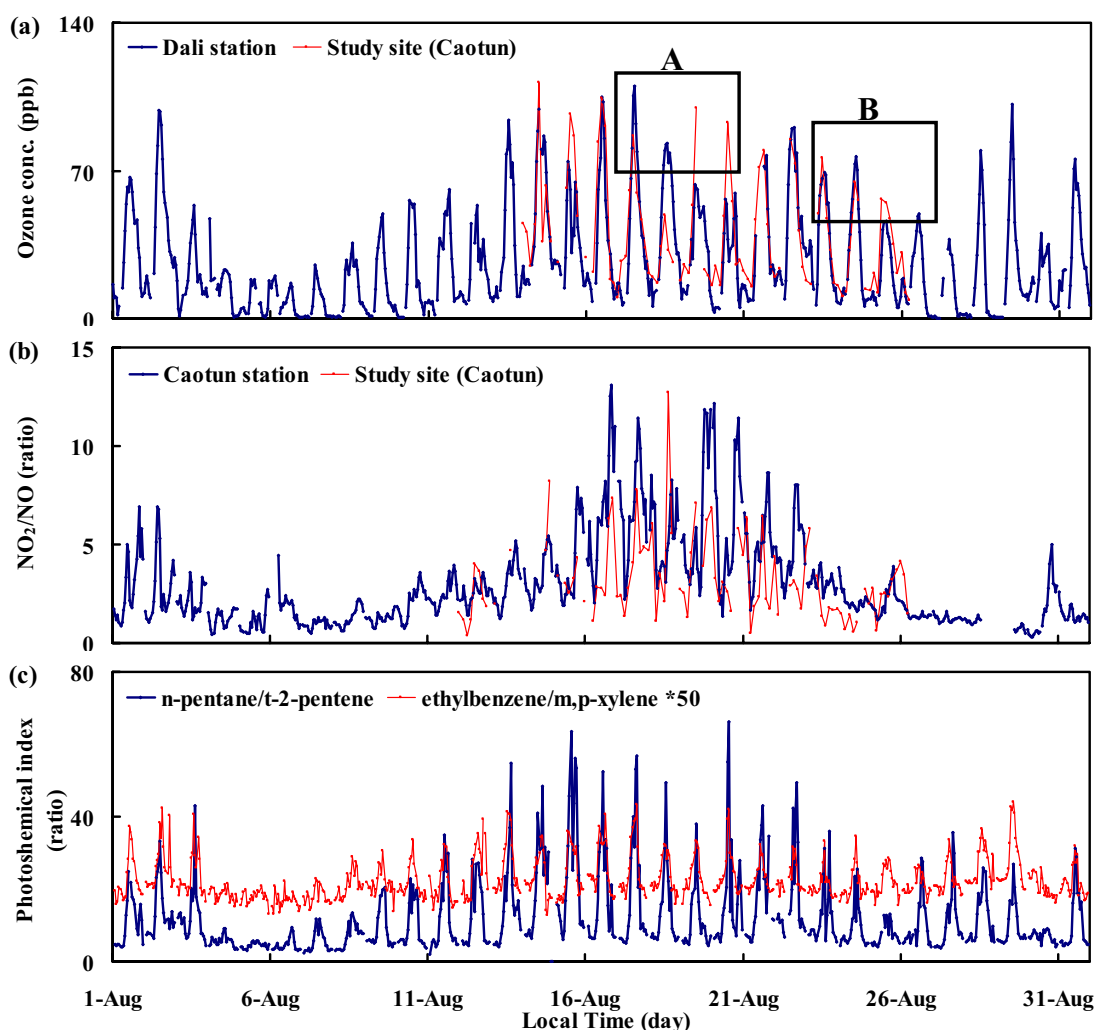 (a)
140
Dali station
Study site (Caotun)
A
B
Ozone conc. (ppb)
70
0
(b)
15
Caotun station
Study site (Caotun)
NO₂/NO (ratio)
10
5
0
(c)
80
n-pentane/t-2-pentene
ethylbenzene/m,p-xylene *50
Photoshemical index
(ratio)
40
0
1-Aug 6-Aug 11-Aug 16-Aug 21-Aug 26-Aug 31-Aug
Local Time (day)